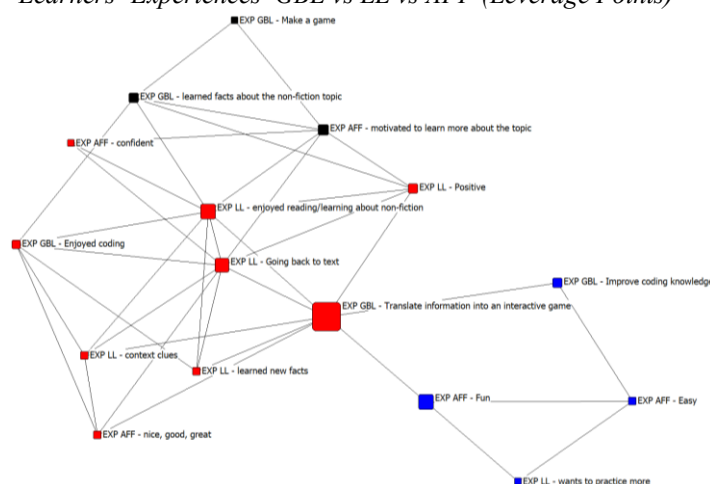 Learners' Experiences' GBL vs LL vs AFF (Leverage Points)
EXP GBL - Make a game
EXP GBL - learned facts about the non-fiction topic
EXP AFF - motivated to learn more about the topic
EXP AFF - confident
EXP LL - Positive
EXP LL - enjoyed reading/learning about non-fiction
EXP GBL - Enjoyed coding
EXP LL - Going back to text
EXP GBL - Improve coding knowledge
EXP GBL - Translate information into an interactive game
EXP LL - context clues
EXP LL - learned new facts
EXP AFF - Fun
EXP AFF - Easy
EXP AFF - nice, good, great
EXP LL - wants to practice more